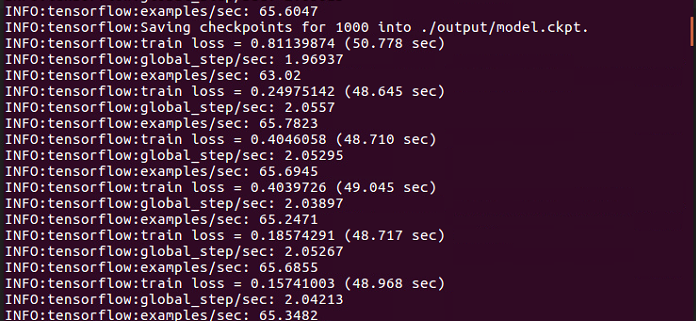 INFO:tensorflow:examples/sec: 65.6047
INFO:tensorflow:Saving checkpoints for 1000 into ./output/model.ckpt.
INFO:tensorflow:train loss = 0.81139874 (50.778 sec)
INFO:tensorflow:global_step/sec: 1.96937
INFO:tensorflow:examples/sec: 63.02
INFO:tensorflow:train loss = 0.24975142 (48.645 sec)
INFO:tensorflow:global_step/sec: 2.0557
INFO:tensorflow:examples/sec: 65.7823
INFO:tensorflow:train loss = 0.4046058 (48.710 sec)
INFO:tensorflow:global_step/sec: 2.05295
INFO:tensorflow:examples/sec: 65.6945
INFO:tensorflow:train loss = 0.4039726 (49.045 sec)
INFO:tensorflow:global_step/sec: 2.03897
INFO:tensorflow:examples/sec: 65.2471
INFO:tensorflow:train loss = 0.18574291 (48.717 sec)
INFO:tensorflow:global_step/sec: 2.05267
INFO:tensorflow:examples/sec: 65.6855
INFO:tensorflow:train loss = 0.15741003 (48.968 sec)
INFO:tensorflow:global_step/sec: 2.04213
INFO:tensorflow:examples/sec: 65.3482